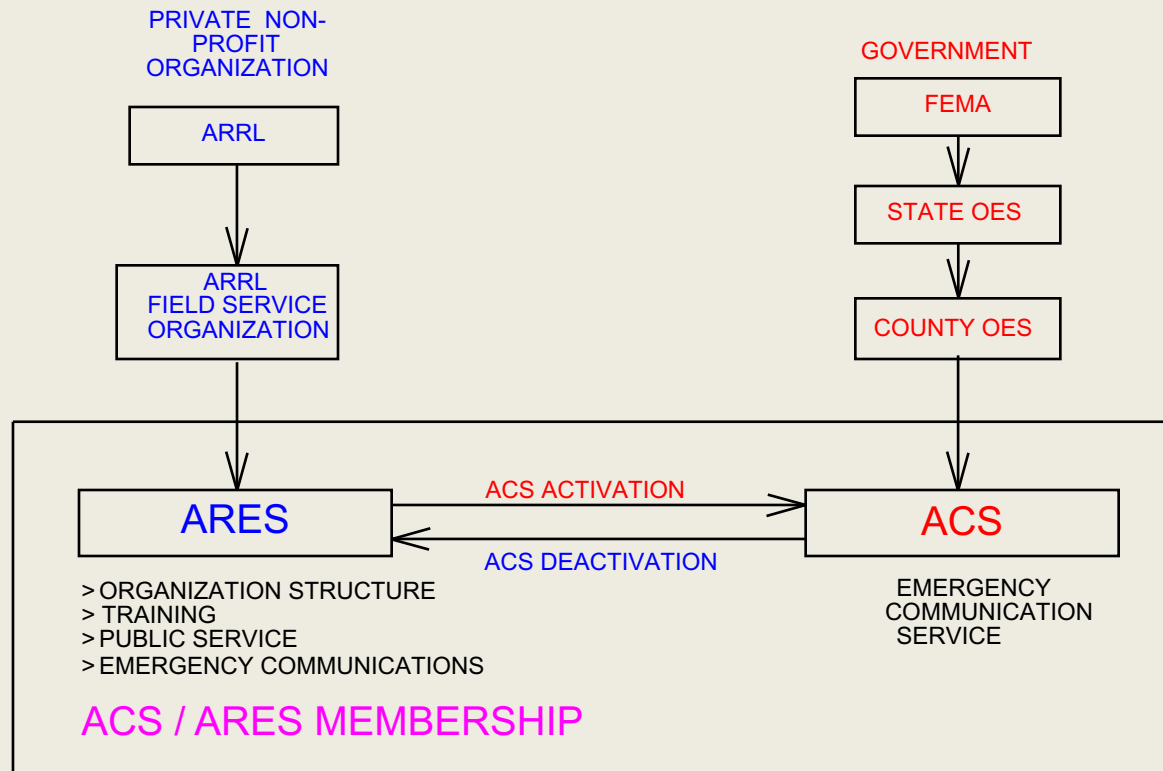 PRIVATE NON-
PROFIT
ORGANIZATION
GOVERNMENT
ARRL
FEMA
STATE OES
ARRL
FIELD SERVICE
ORGANIZATION
COUNTY OES
ARES
ACS ACTIVATION
ACS
ACS DEACTIVATION
> ORGANIZATION STRUCTURE
> TRAINING
> PUBLIC SERVICE
> EMERGENCY COMMUNICATIONS
EMERGENCY
COMMUNICATION
SERVICE
ACS / ARES MEMBERSHIP